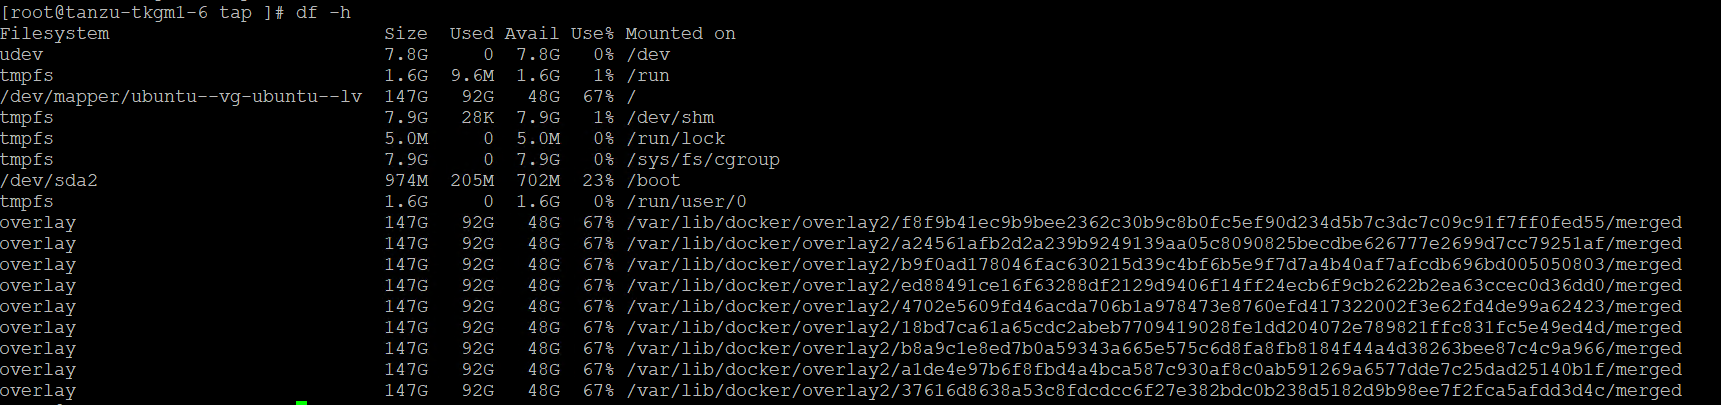 [root@tanzu-tkgm1-6 tap ]# df -h
Filesystem                         Size  Used Avail Use% Mounted on
udev                               7.8G     0  7.8G   0% /dev
tmpfs                              1.6G  9.6M  1.6G   1% /run
/dev/mapper/ubuntu--vg-ubuntu--lv  147G   92G   48G  67% /
tmpfs                              7.9G   28K  7.9G   1% /dev/shm
tmpfs                              5.0M     0  5.0M   0% /run/lock
tmpfs                              7.9G     0  7.9G   0% /sys/fs/cgroup
/dev/sda2                          974M  205M  702M  23% /boot
tmpfs                              1.6G     0  1.6G   0% /run/user/0
overlay                            147G   92G   48G  67% /var/lib/docker/overlay2/f8f9b41ec9b9bee2362c30b9c8b0fc5ef90d234d5b7c3dc7c09c91f7ff0fed55/merged
overlay                            147G   92G   48G  67% /var/lib/docker/overlay2/a24561afb2d2a239b9249139aa05c8090825becdbe626777e2699d7cc79251af/merged
overlay                            147G   92G   48G  67% /var/lib/docker/overlay2/b9f0ad178046fac630215d39c4bf6b5e9f7d7a4b40af7afcdb696bd005050803/merged
overlay                            147G   92G   48G  67% /var/lib/docker/overlay2/ed88491ce16f63288df2129d9406f14ff24ecb6f9cb2622b2ea63ccec0d36dd0/merged
overlay                            147G   92G   48G  67% /var/lib/docker/overlay2/4702e5609fd46acda706b1a978473e8760efd417322002f3e62fd4de99a62423/merged
overlay                            147G   92G   48G  67% /var/lib/docker/overlay2/18bd7ca61a65cdc2abeb7709419028fe1dd204072e789821ffc831fc5e49ed4d/merged
overlay                            147G   92G   48G  67% /var/lib/docker/overlay2/b8a9c1e8ed7b0a59343a665e575c6d8fa8fb8184f44a4d38263bee87c4c9a966/merged
overlay                            147G   92G   48G  67% /var/lib/docker/overlay2/a1de4e97b6f8fbd4a4bca587c930af8c0ab591269a6577dde7c25dad25140b1f/merged
overlay                            147G   92G   48G  67% /var/lib/docker/overlay2/37616d8638a53c8fdcdcc6f27e382bdc0b238d5182d9b98ee7f2fca5afdd3d4c/merged